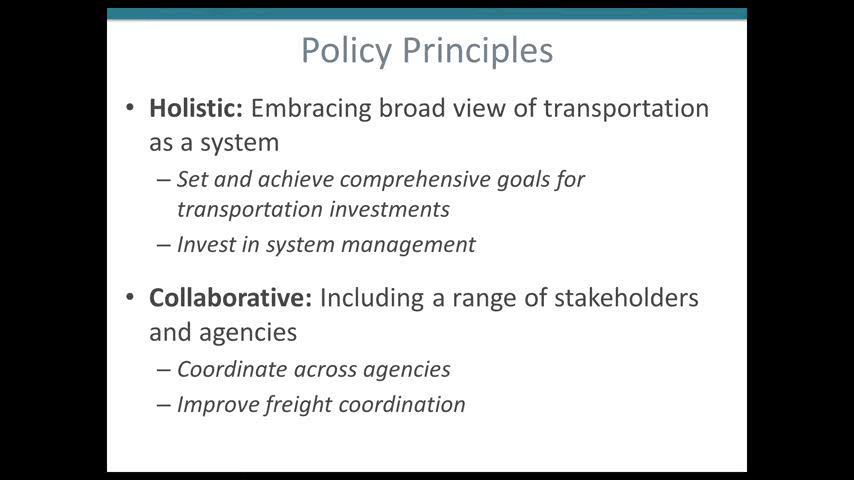 Policy Principles
• Holistic: Embracing broad view of transportation
as a system
– Set and achieve comprehensive goals for
transportation investments
– Invest in system management
• Collaborative: Including a range of stakeholders
and agencies
– Coordinate across agencies
– Improve freight coordination